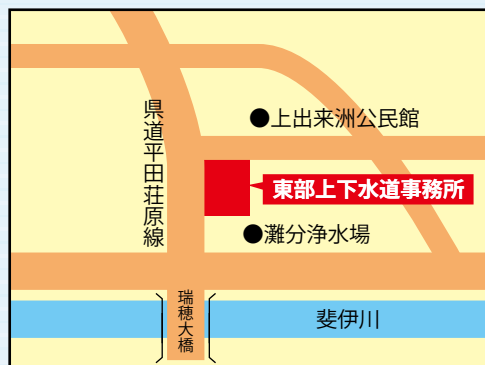 県道平田荘原線
●上出来洲公民館
東部上下水道事務所
●灘分浄水場
瑞穂大橋
斐伊川